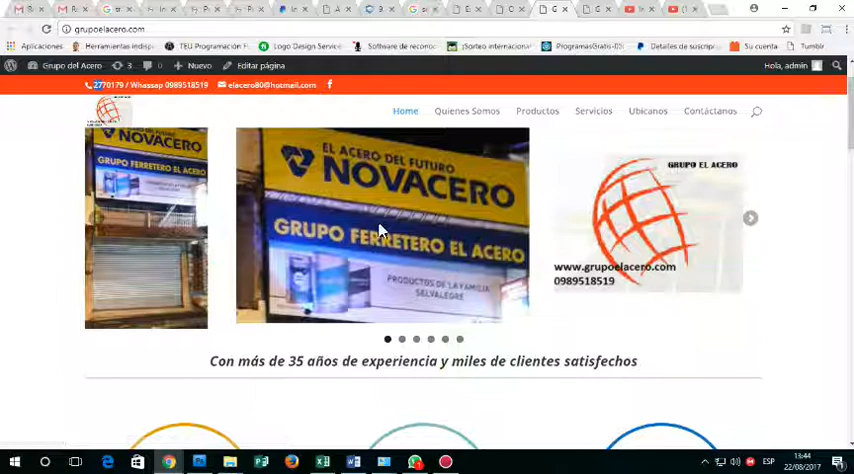 grupoelacero.com
Aplicaciones
Herramientas indisp
TEU Programación F
Logo Design Service
Software de reconoc
¡Sorteo internacional
ProgramasGratis-05
Detalles de suscripc
Su cuenta
Tumblr
Grupo del Acero 3 0 Nuevo Editar página
Hola, admin
2770179 / Whassap 0989518519 elacero80@hotmail.com
Home Quienes Somos Productos Servicios Ubicanos Contáctanos
NOVACERO
GRUPO FERRETERO EL ACERO
EL ACERO DEL FUTURO
NOVACERO
GRUPO FERRETERO EL ACERO
PRODUCTOS DE LA FAMILIA
SELVALEGRE
GRUPO EL ACERO
www.grupoelacero.com
0989518519
Con más de 35 años de experiencia y miles de clientes satisfechos
ESP
13:44
22/08/2017